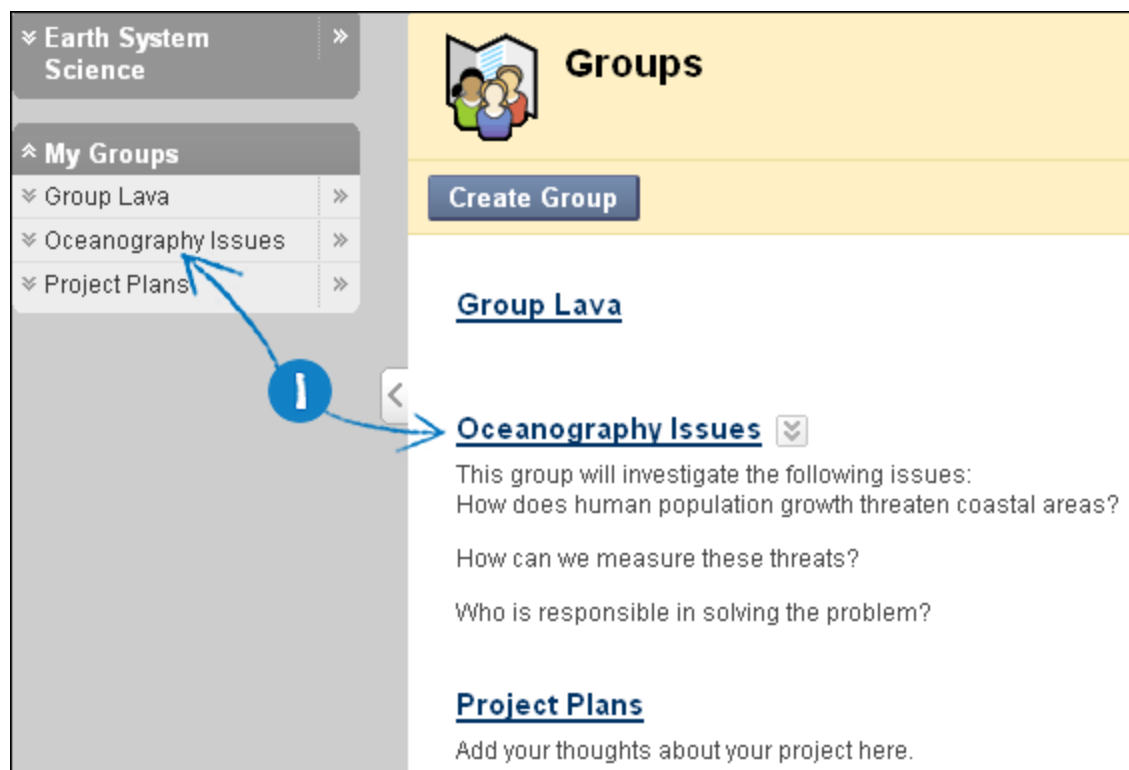 Earth System
Science
My Groups
Group Lava
Oceanography Issues
Project Plans
1
Groups
Create Group
Group Lava
Oceanography Issues
This group will investigate the following issues:
How does human population growth threaten coastal areas?
How can we measure these threats?
Who is responsible in solving the problem?
Project Plans
Add your thoughts about your project here.